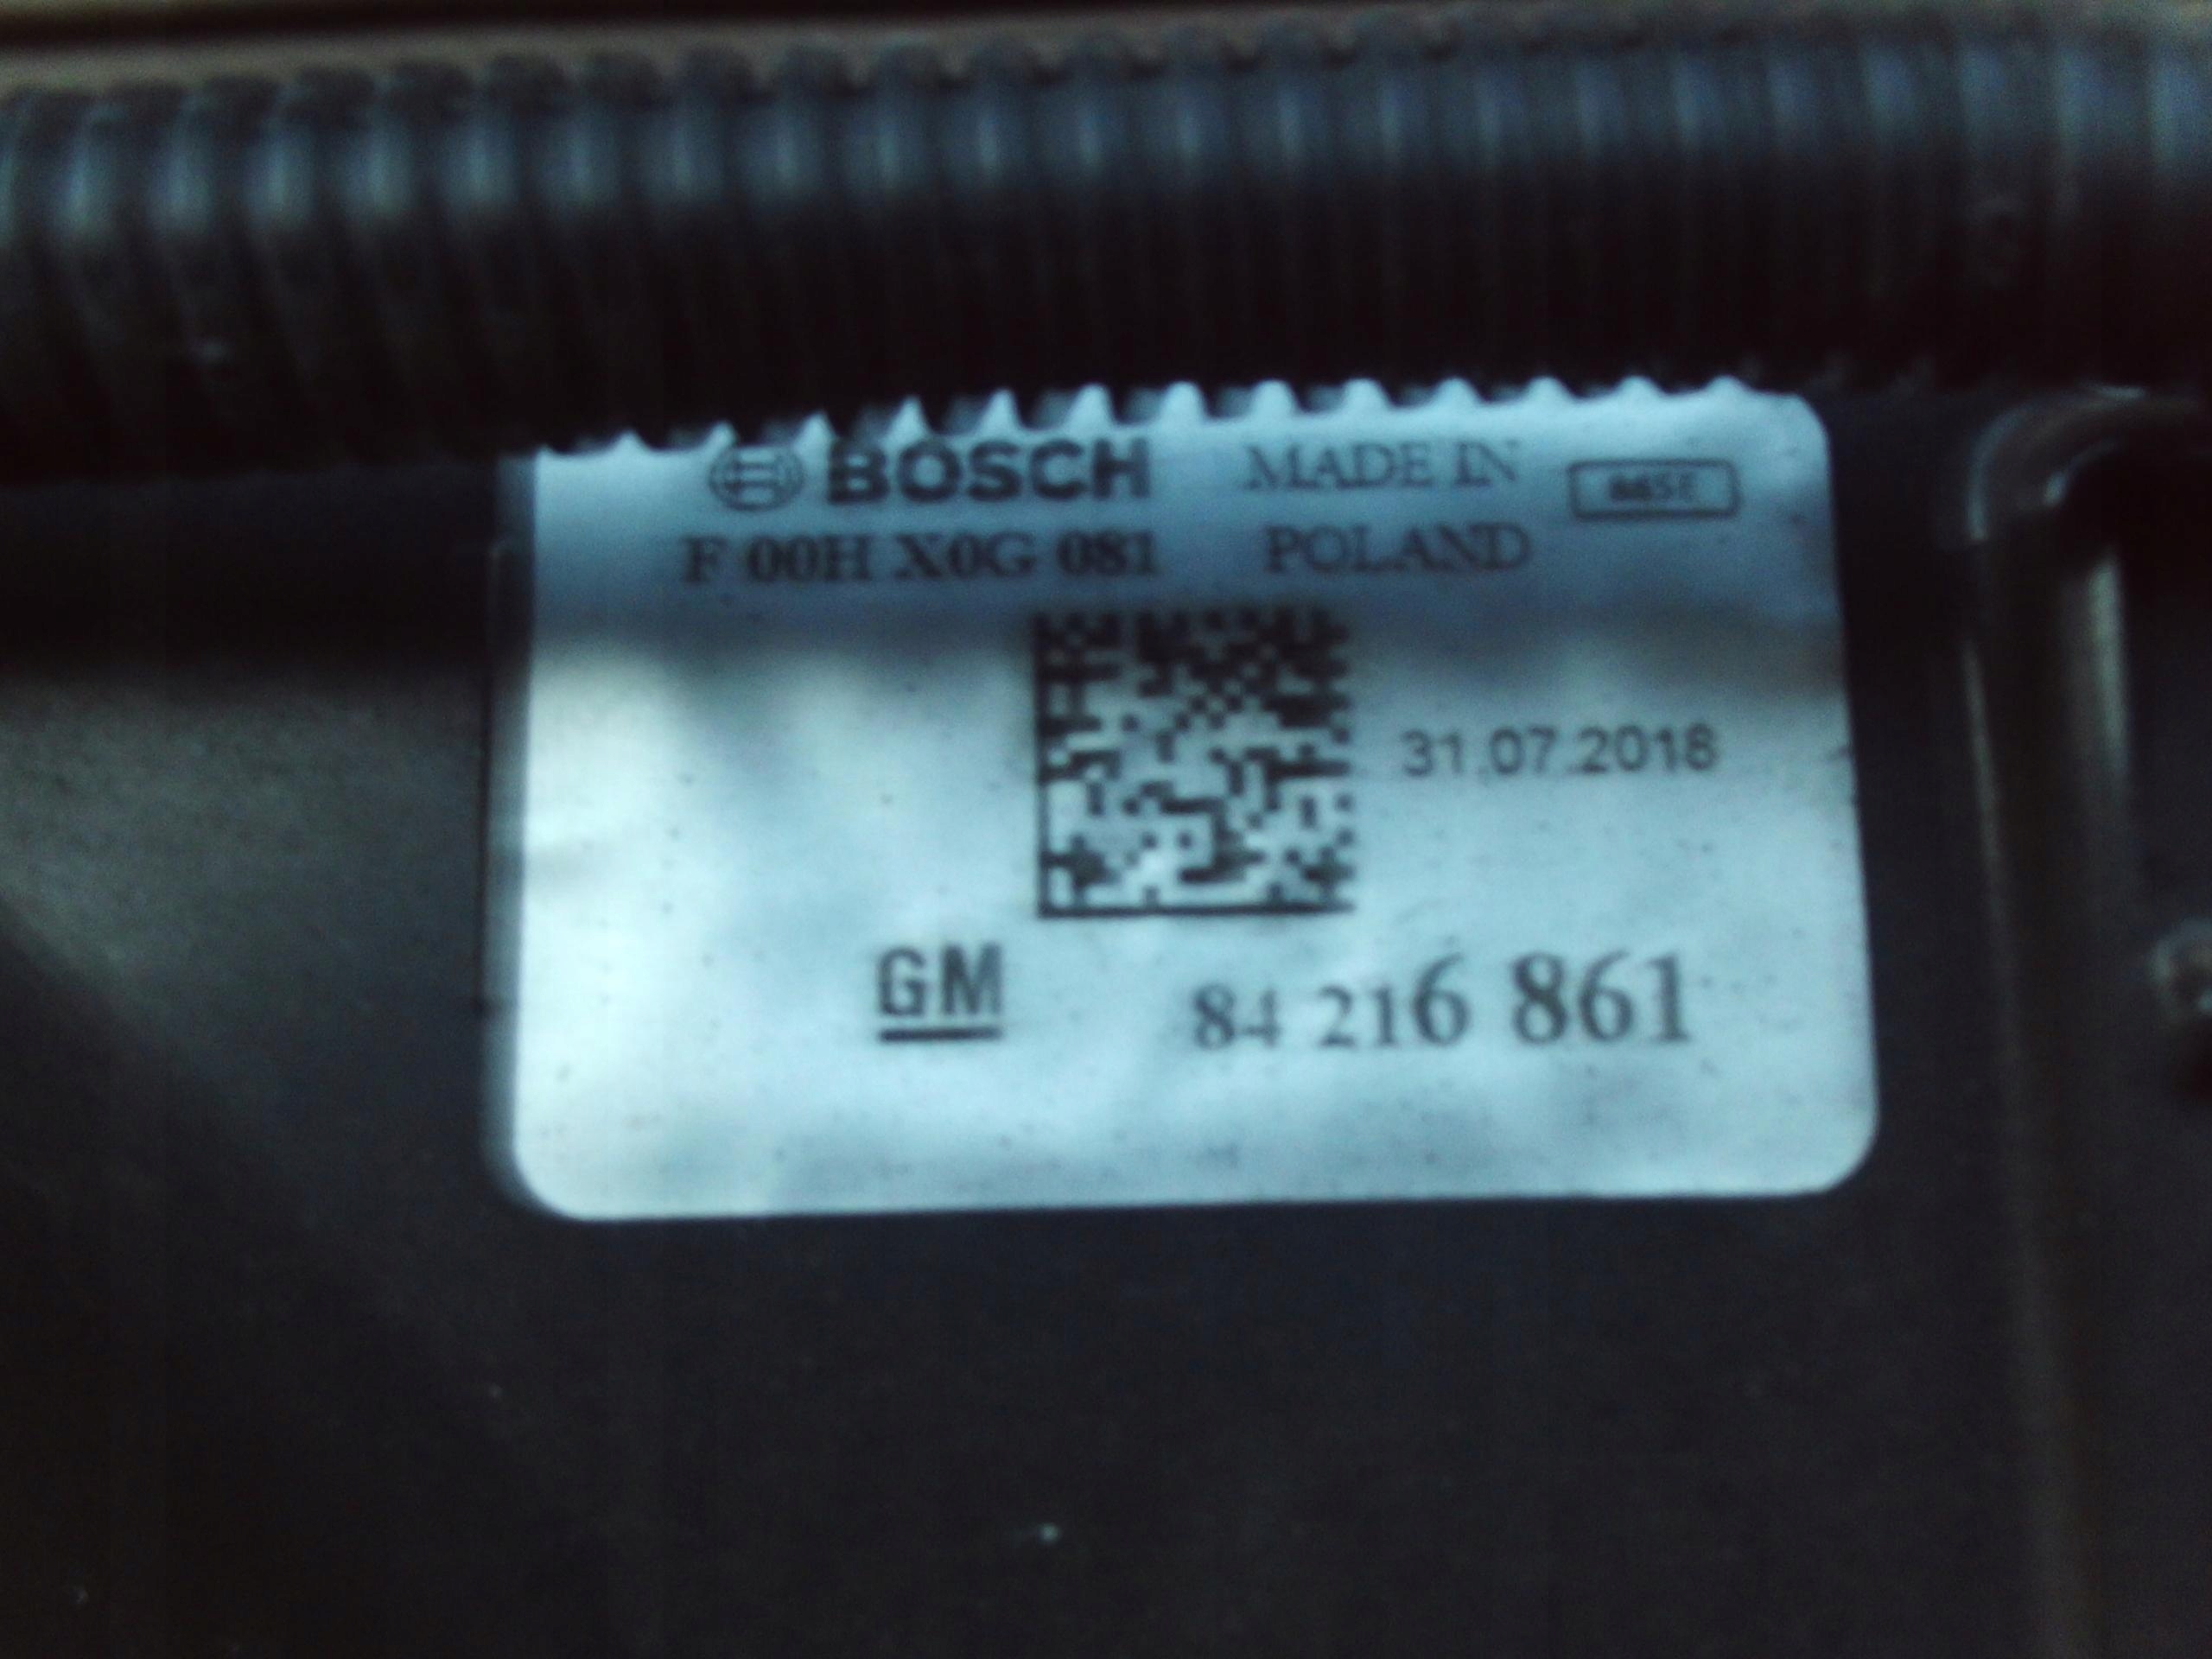 BOSCH MADE IN
F 00H X0G 081 POLAND
31.07.2018
GM 84 216 861